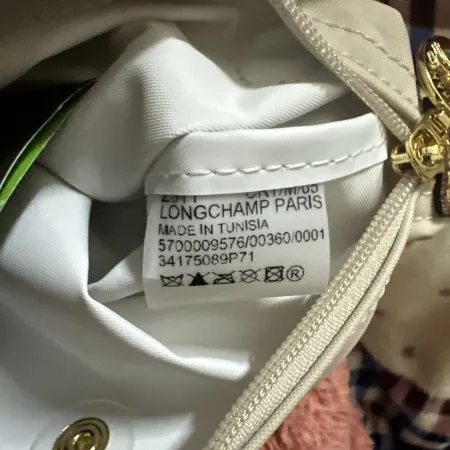 LONGCHAMP PARIS
MADE IN TUNISIA
5700009576/00360/0001
34175089P71
®